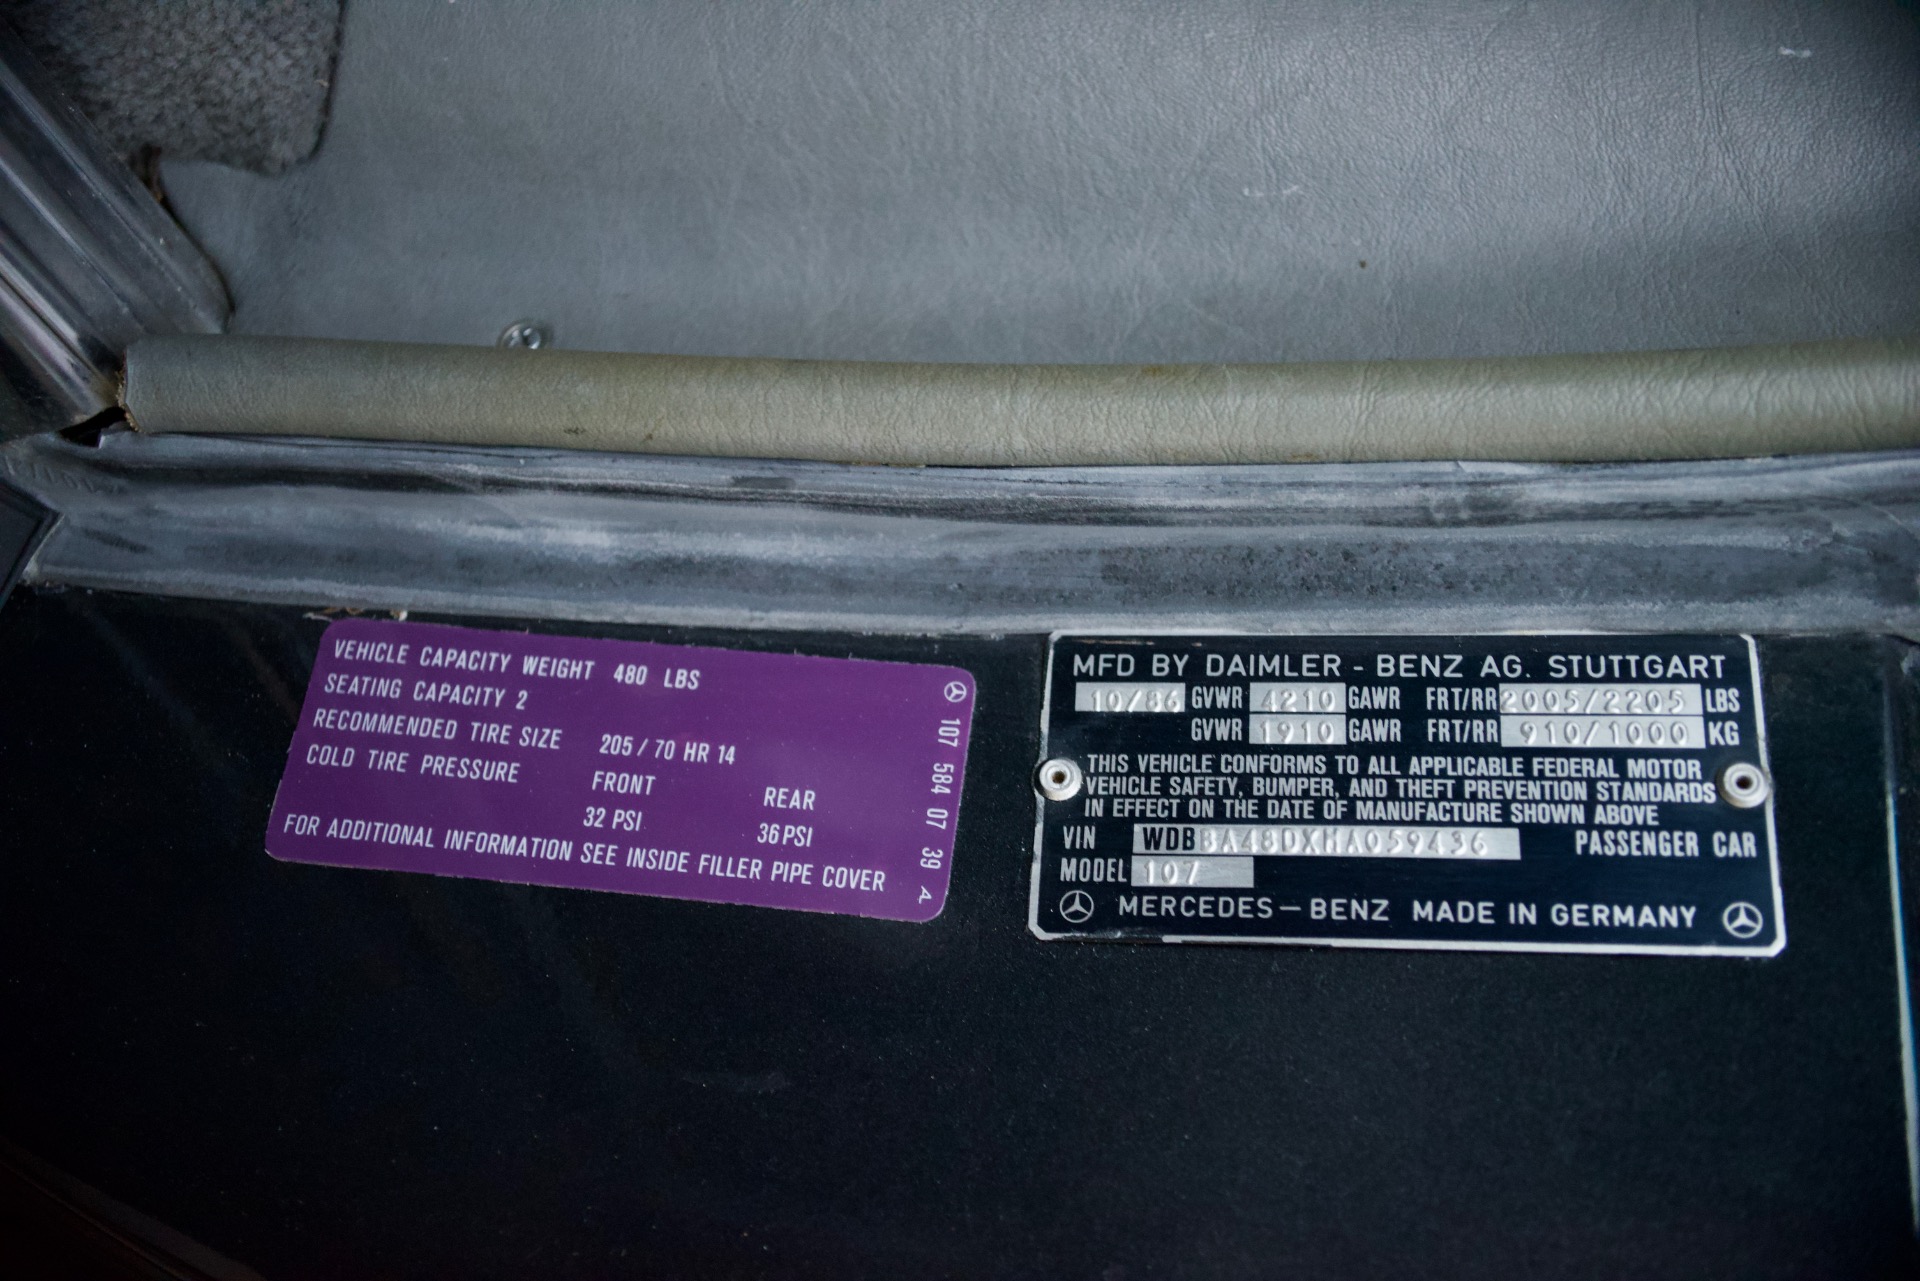 VEHICLE CAPACITY WEIGHT 480 LBS
SEATING CAPACITY 2
RECOMMENDED TIRE SIZE 205 / 70 HR 14
COLD TIRE PRESSURE FRONT REAR
32 PSI 36 PSI
FOR ADDITIONAL INFORMATION SEE INSIDE FILLER PIPE COVER
107 584 07 39 A
MFD BY DAIMLER - BENZ AG. STUTTGART
10/86 GVWR 4210 GAWR FRT/RR 2005/2205 LBS
GVWR 1910 GAWR FRT/RR 910/1000 KG
THIS VEHICLE CONFORMS TO ALL APPLICABLE FEDERAL MOTOR
VEHICLE SAFETY, BUMPER, AND THEFT PREVENTION STANDARDS
IN EFFECT ON THE DATE OF MANUFACTURE SHOWN ABOVE
VIN WDBBA48DXHA059436 PASSENGER CAR
MODEL 107
MERCEDES - BENZ MADE IN GERMANY